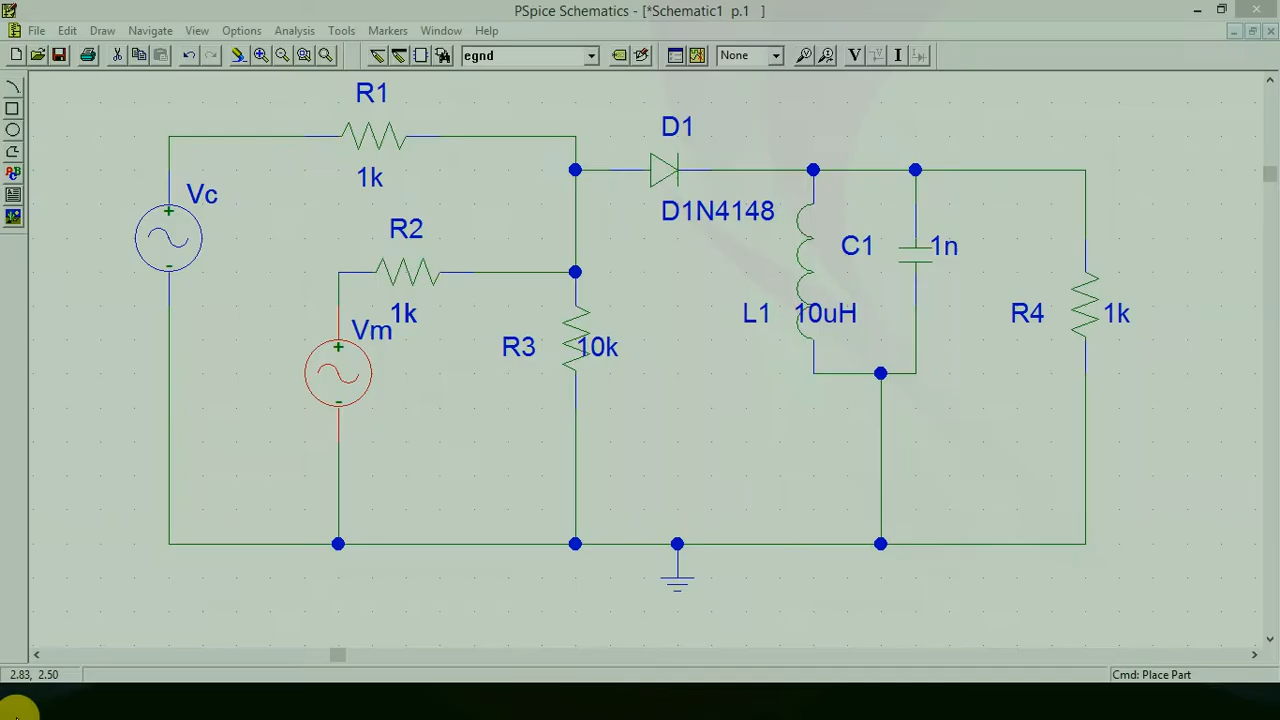 PSpice Schematics - [*Schematic1 p.1 ]
File Edit Draw Navigate View Options Analysis Tools Markers Window Help
egnd
None
V
I
R1
1k
D1
D1N4148
Vc
R2
1k
Vm
R3
10k
C1
1n
L1
10uH
R4
1k
2.83, 2.50
Cmd: Place Part